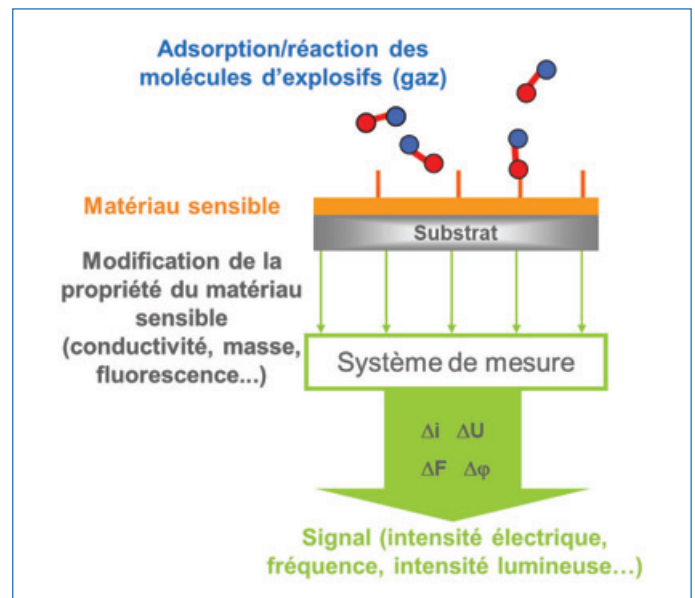 Adsorption/réaction des
molécules d'explosifs (gaz)
Matériau sensible
Substrat
Modification de la
propriété du matériau
sensible
(conductivité, masse,
fluorescence...)
Système de mesure
Δi ΔU
ΔF Δφ
Signal (intensité électrique,
fréquence, intensité lumineuse...)